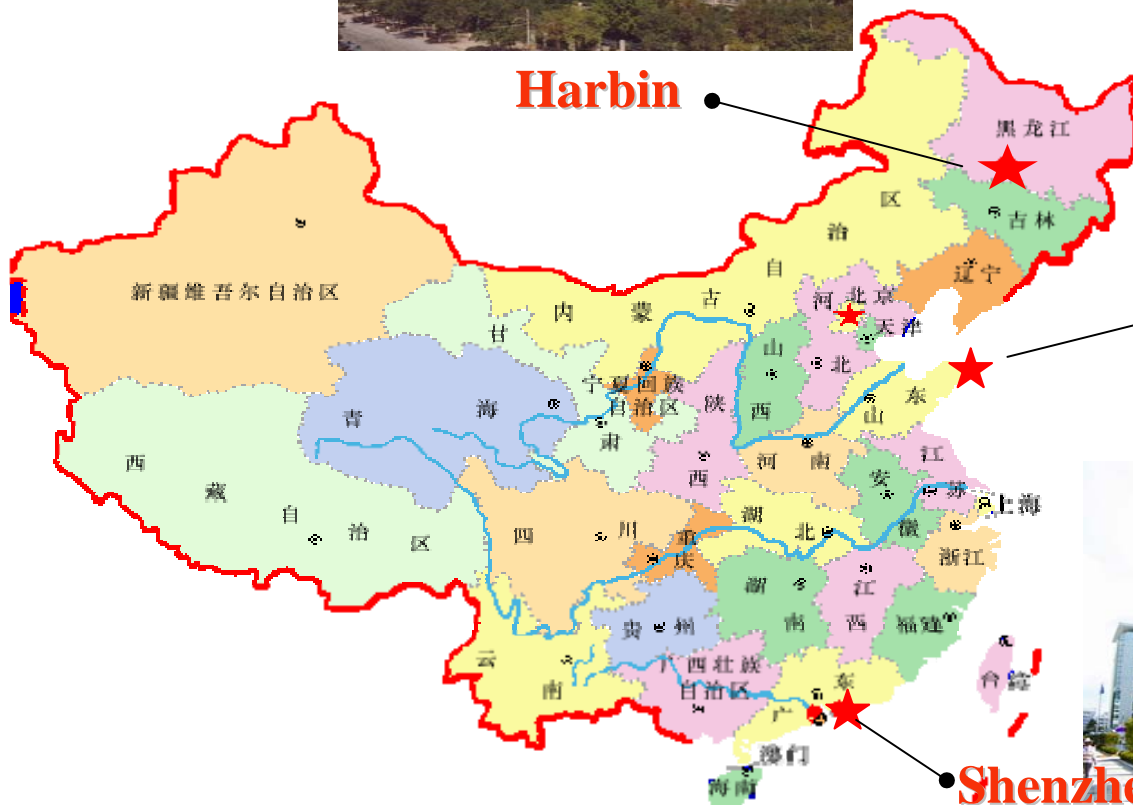 Harbin
黑龙江
吉林
辽宁
内蒙古自治区
新疆维吾尔自治区
甘肃
青海
宁夏回族
自治区
陕西
山西
河北
北京
天津
山东
河南
江苏
安徽
上海
浙江
西藏自治区
四川
重庆
湖北
湖南
江西
福建
贵州
云南
广西壮族
自治区
广东
台湾
澳门
海南
Shenzhe